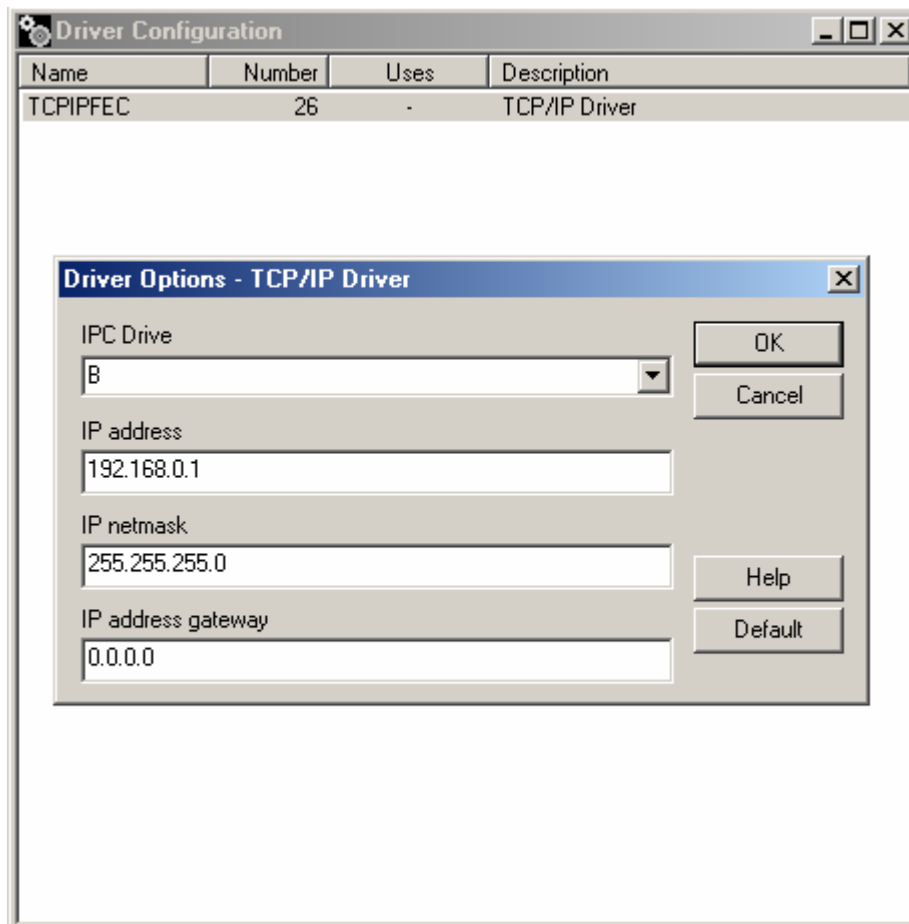 Driver Configuration
Name Number Uses Description
TCPIPFEC 26 - TCP/IP Driver
Driver Options - TCP/IP Driver
IPC Drive
OK
B
Cancel
IP address
192.168.0.1
IP netmask
255.255.255.0
Help
IP address gateway
Default
0.0.0.0